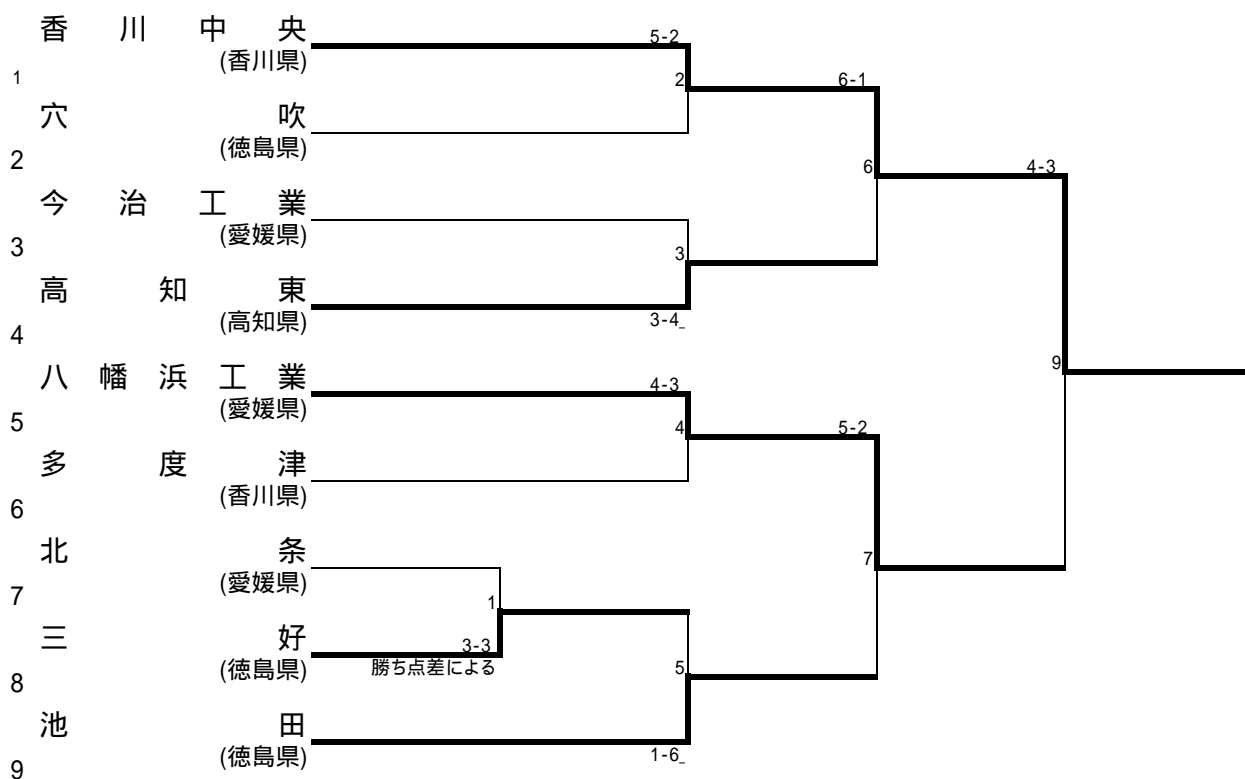 香川中央
5-2
(香川県)
1
2
6-1
穴吹
(徳島県)
2
6
4-3
今治工業
(愛媛県)
3
3
高知東
(高知県)
3-4_
4
9
八幡浜工業
4-3
(愛媛県)
5
4
5-2
多度津
(香川県)
6
北条
(愛媛県)
7
7
1
三好
3-3
(徳島県)
勝ち点差による
5
8
池田
(徳島県)
1-6_
9